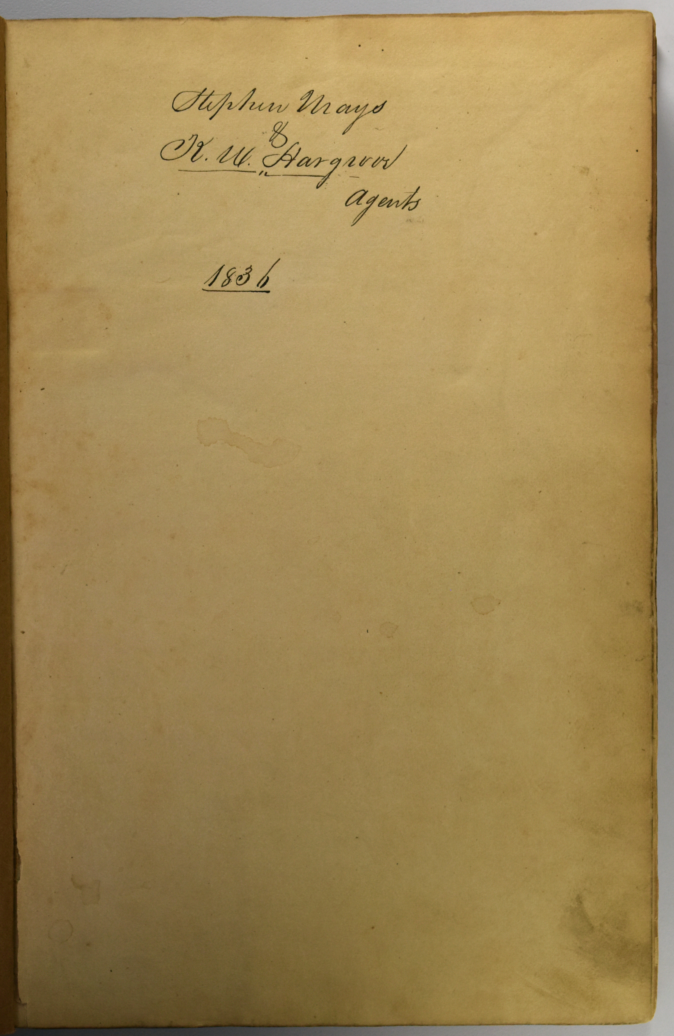 Stephen Mays
&
K. W. Hargrove
Agents
1836